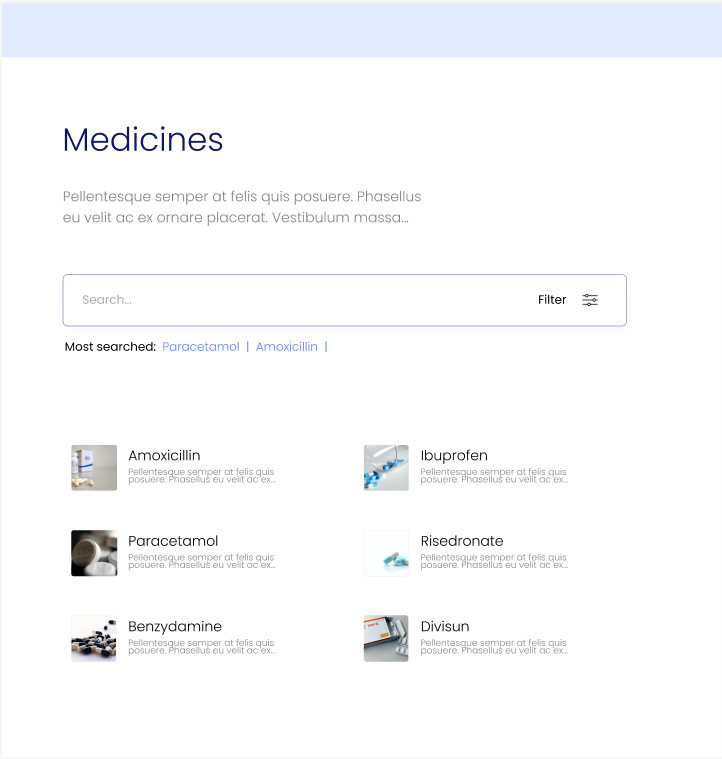 Medicines
Pellentesque semper at felis quis posuere. Phasellus
eu velit ac ex ornare placerat. Vestibulum massa...
Search...
Filter
Most searched: Paracetamol | Amoxicillin |
Amoxicillin
Pellentesque semper at felis quis
posuere. Phasellus eu velit ac ex...
Ibuprofen
Pellentesque semper at felis quis
posuere. Phasellus eu velit ac ex...
Paracetamol
Pellentesque semper at felis quis
posuere. Phasellus eu velit ac ex...
Risedronate
Pellentesque semper at felis quis
posuere. Phasellus eu velit ac ex...
Benzydamine
Pellentesque semper at felis quis
posuere. Phasellus eu velit ac ex...
Divisun
Pellentesque semper at felis quis
posuere. Phasellus eu velit ac ex...